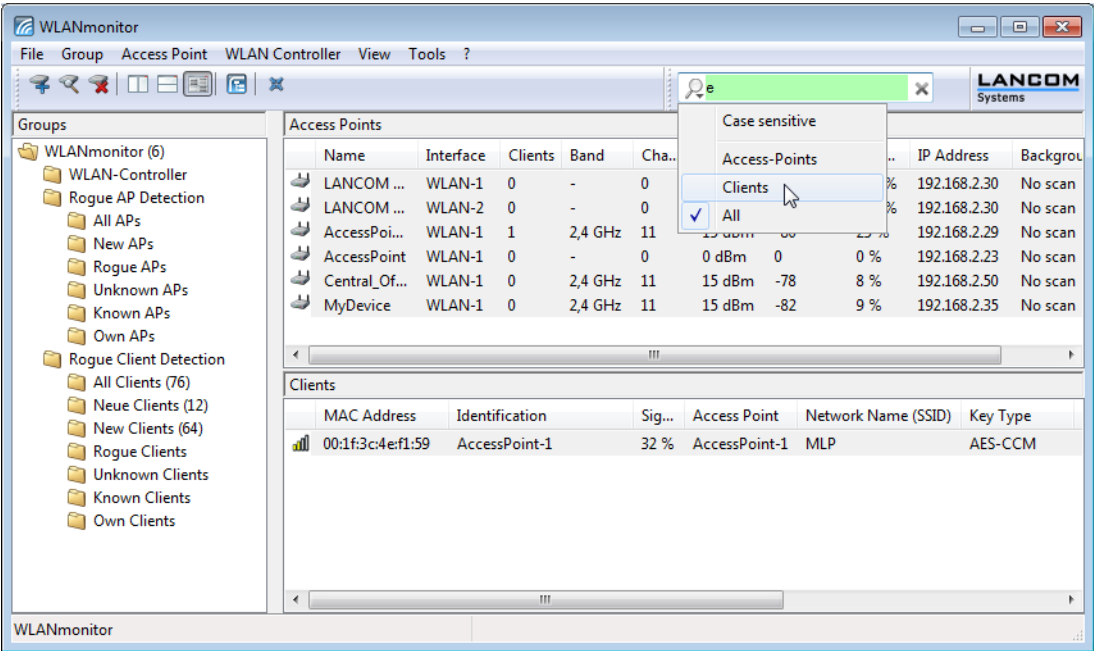 WLANmonitor
File Group Access Point WLAN Controller View Tools ?
e
LANCOM
Systems
Groups
WLANmonitor (6)
WLAN-Controller
Rogue AP Detection
All APs
New APs
Rogue APs
Unknown APs
Known APs
Own APs
Rogue Client Detection
All Clients (76)
Neue Clients (12)
New Clients (64)
Rogue Clients
Unknown Clients
Known Clients
Own Clients
Case sensitive
Access-Points
Clients
All
Access Points
Name Interface Clients Band Cha... .. IP Address Backgrou
LANCOM ... WLAN-1 0 - 0 % 192.168.2.30 No scan
LANCOM ... WLAN-2 0 - 0 % 192.168.2.30 No scan
AccessPoi... WLAN-1 1 2,4 GHz 11 192.168.2.29 No scan
AccessPoint WLAN-1 0 - 0 0 dBm 0 0 % 192.168.2.23 No scan
Central_Of... WLAN-1 0 2,4 GHz 11 15 dBm -78 8 % 192.168.2.50 No scan
MyDevice WLAN-1 0 2,4 GHz 11 15 dBm -82 9 % 192.168.2.35 No scan
Clients
MAC Address Identification Sig... Access Point Network Name (SSID) Key Type
00:1f:3c:4e:f1:59 AccessPoint-1 32 % AccessPoint-1 MLP AES-CCM
WLANmonitor